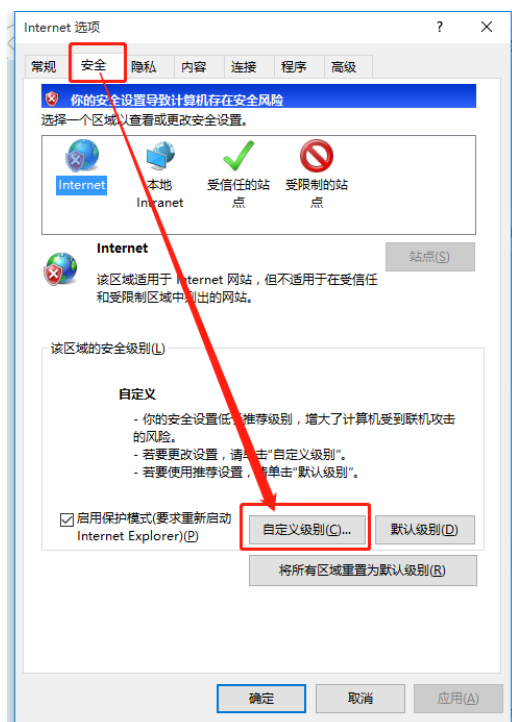 Internet 选项
? ×
常规 安全 隐私 内容 连接 程序 高级
你的安全设置导致计算机存在安全风险
选择一个区域以查看或更改安全设置。
Internet 本地 受信任的站 受限制的站
Intranet 点 点
Internet
站点(S)
该区域适用于 Internet 网站，但不适用于在受信任
和受限制区域中列出的网站。
该区域的安全级别(L)
自定义
- 你的安全设置低于推荐级别，增大了计算机受到联机攻击
的风险。
- 若要更改设置，请单击“自定义级别”。
- 若要使用推荐设置，请单击“默认级别”。
启用保护模式(要求重新启动
Internet Explorer)(P)
自定义级别(C)... 默认级别(D)
将所有区域重置为默认级别(R)
确定 取消 应用(A)